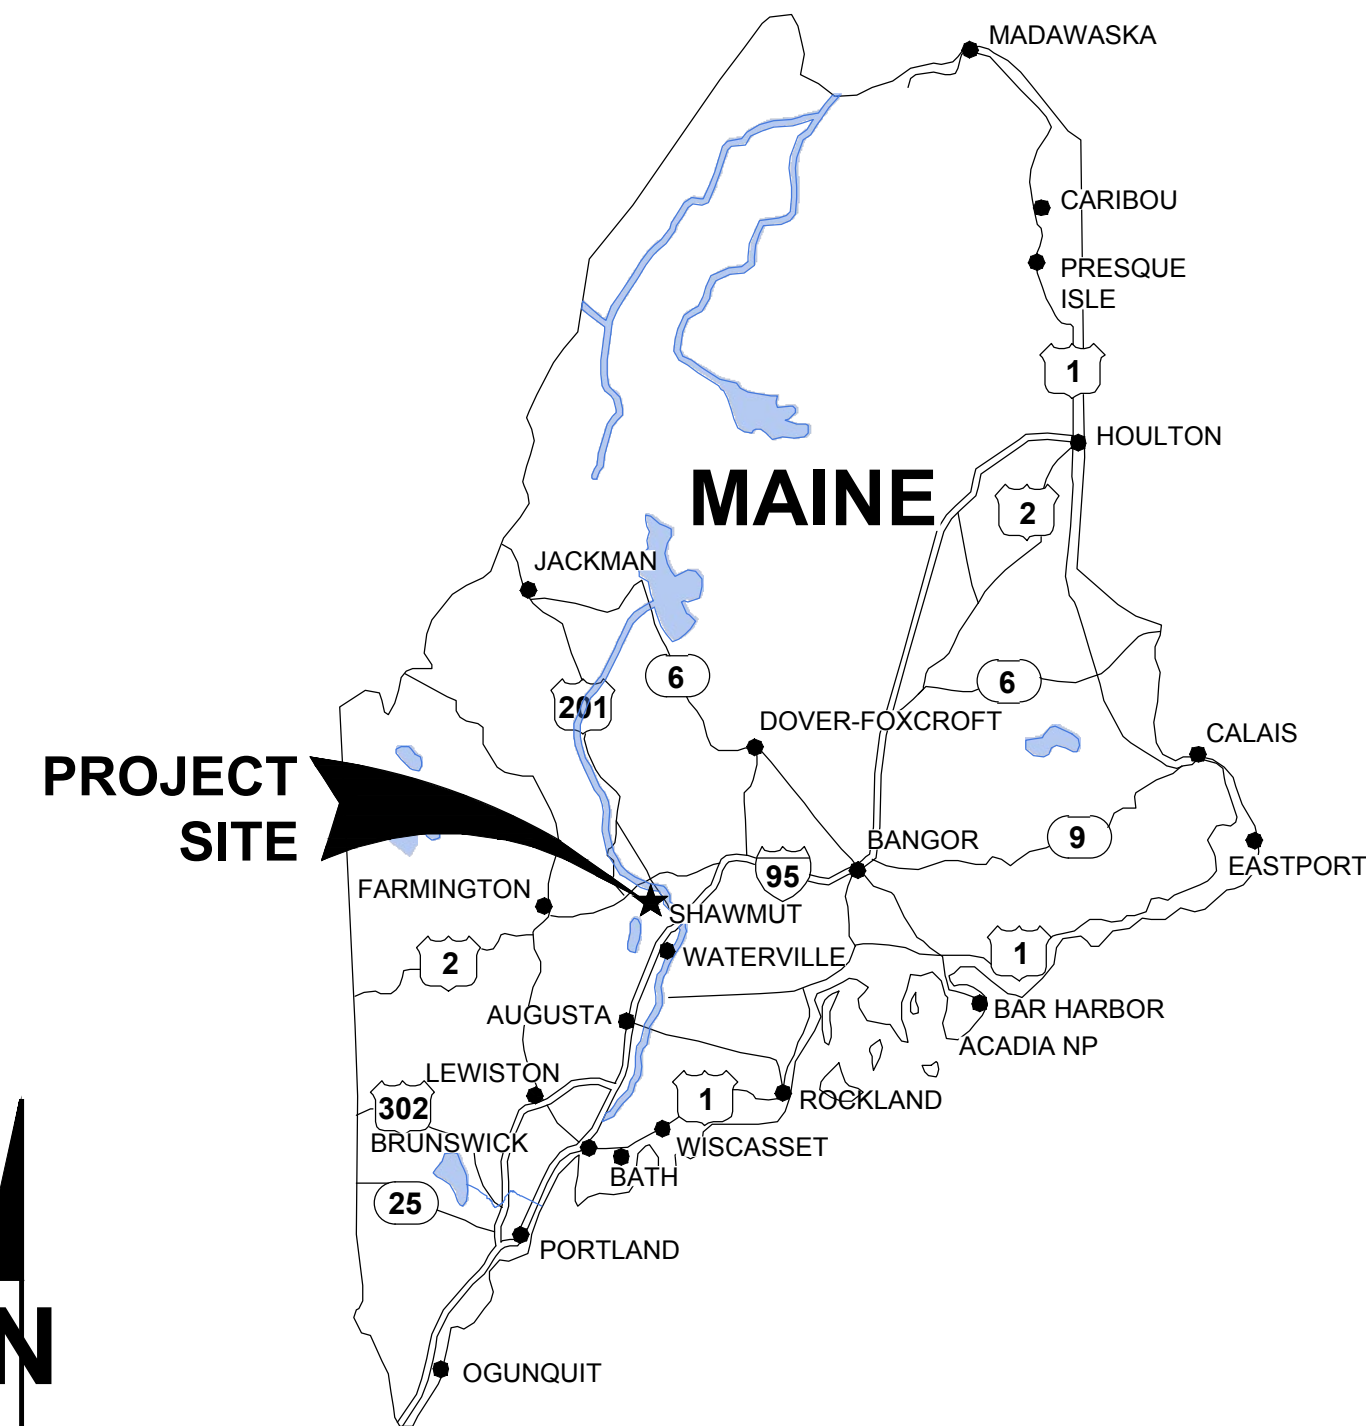 MADAWASKA
CARIBOU
PRESQUE
ISLE
1
HOULTON
MAINE
2
JACKMAN
6
6
201
DOVER-FOXCROFT
CALAIS
PROJECT
SITE
9
BANGOR
EASTPORT
95
FARMINGTON
SHAWMUT
WATERVILLE
1
2
BAR HARBOR
AUGUSTA
ACADIA NP
LEWISTON
302
1
ROCKLAND
BRUNSWICK
WISCASSET
BATH
25
PORTLAND
N
OGUNQUIT